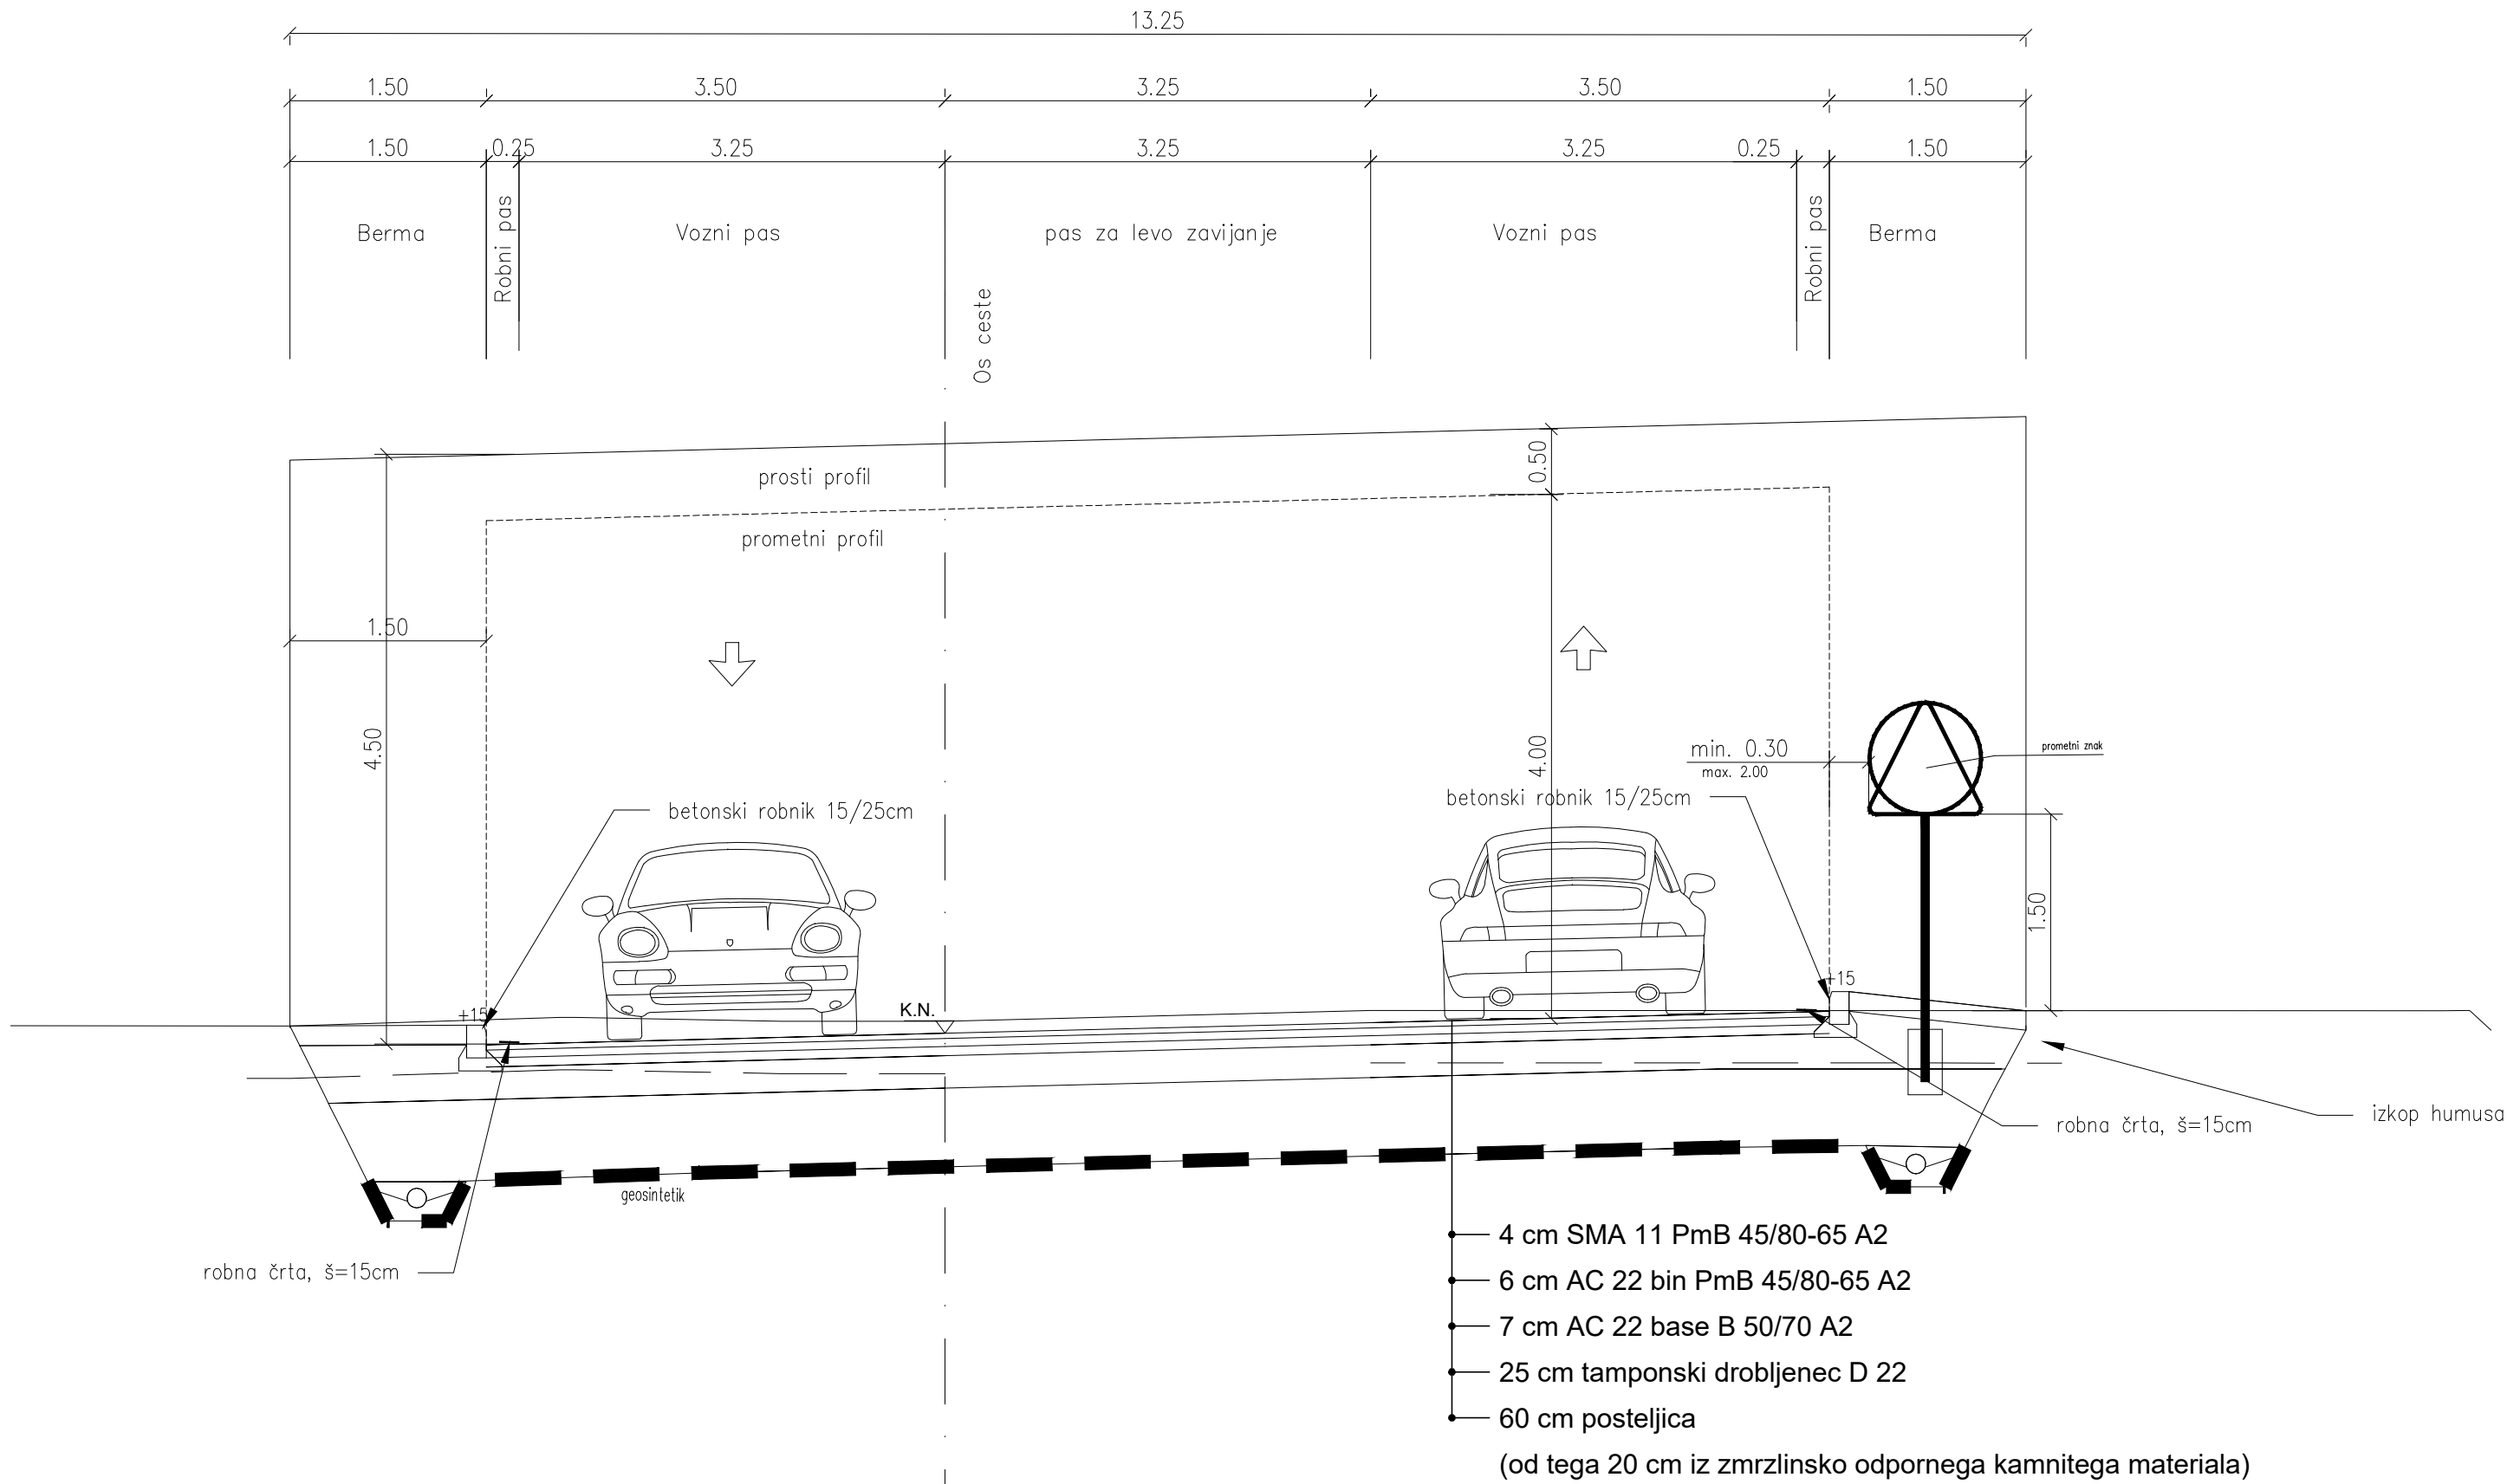 13.25
1.50 3.50 3.25 3.50 1.50
1.50 0.25 3.25 3.25 3.25 0.25 1.50
Berma
Robni pas
Vozni pas
pas za levo zavijanje
Vozni pas
Robni pas
Berma
Os ceste
prosti profil
0.50
prometni profil
1.50
4.50
4.00
min. 0.30
max. 2.00
prometni znak
betonski robnik 15/25cm
betonski robnik 15/25cm
1.50
+15
+15
K.N.
izkop humusa
robna črta, š=15cm
geosintetik
robna črta, š=15cm
4 cm SMA 11 PmB 45/80-65 A2
6 cm AC 22 bin PmB 45/80-65 A2
7 cm AC 22 base B 50/70 A2
25 cm tamponski drobljenec D 22
60 cm posteljica
(od tega 20 cm iz zmrzlinsko odpornega kamnitega materiala)